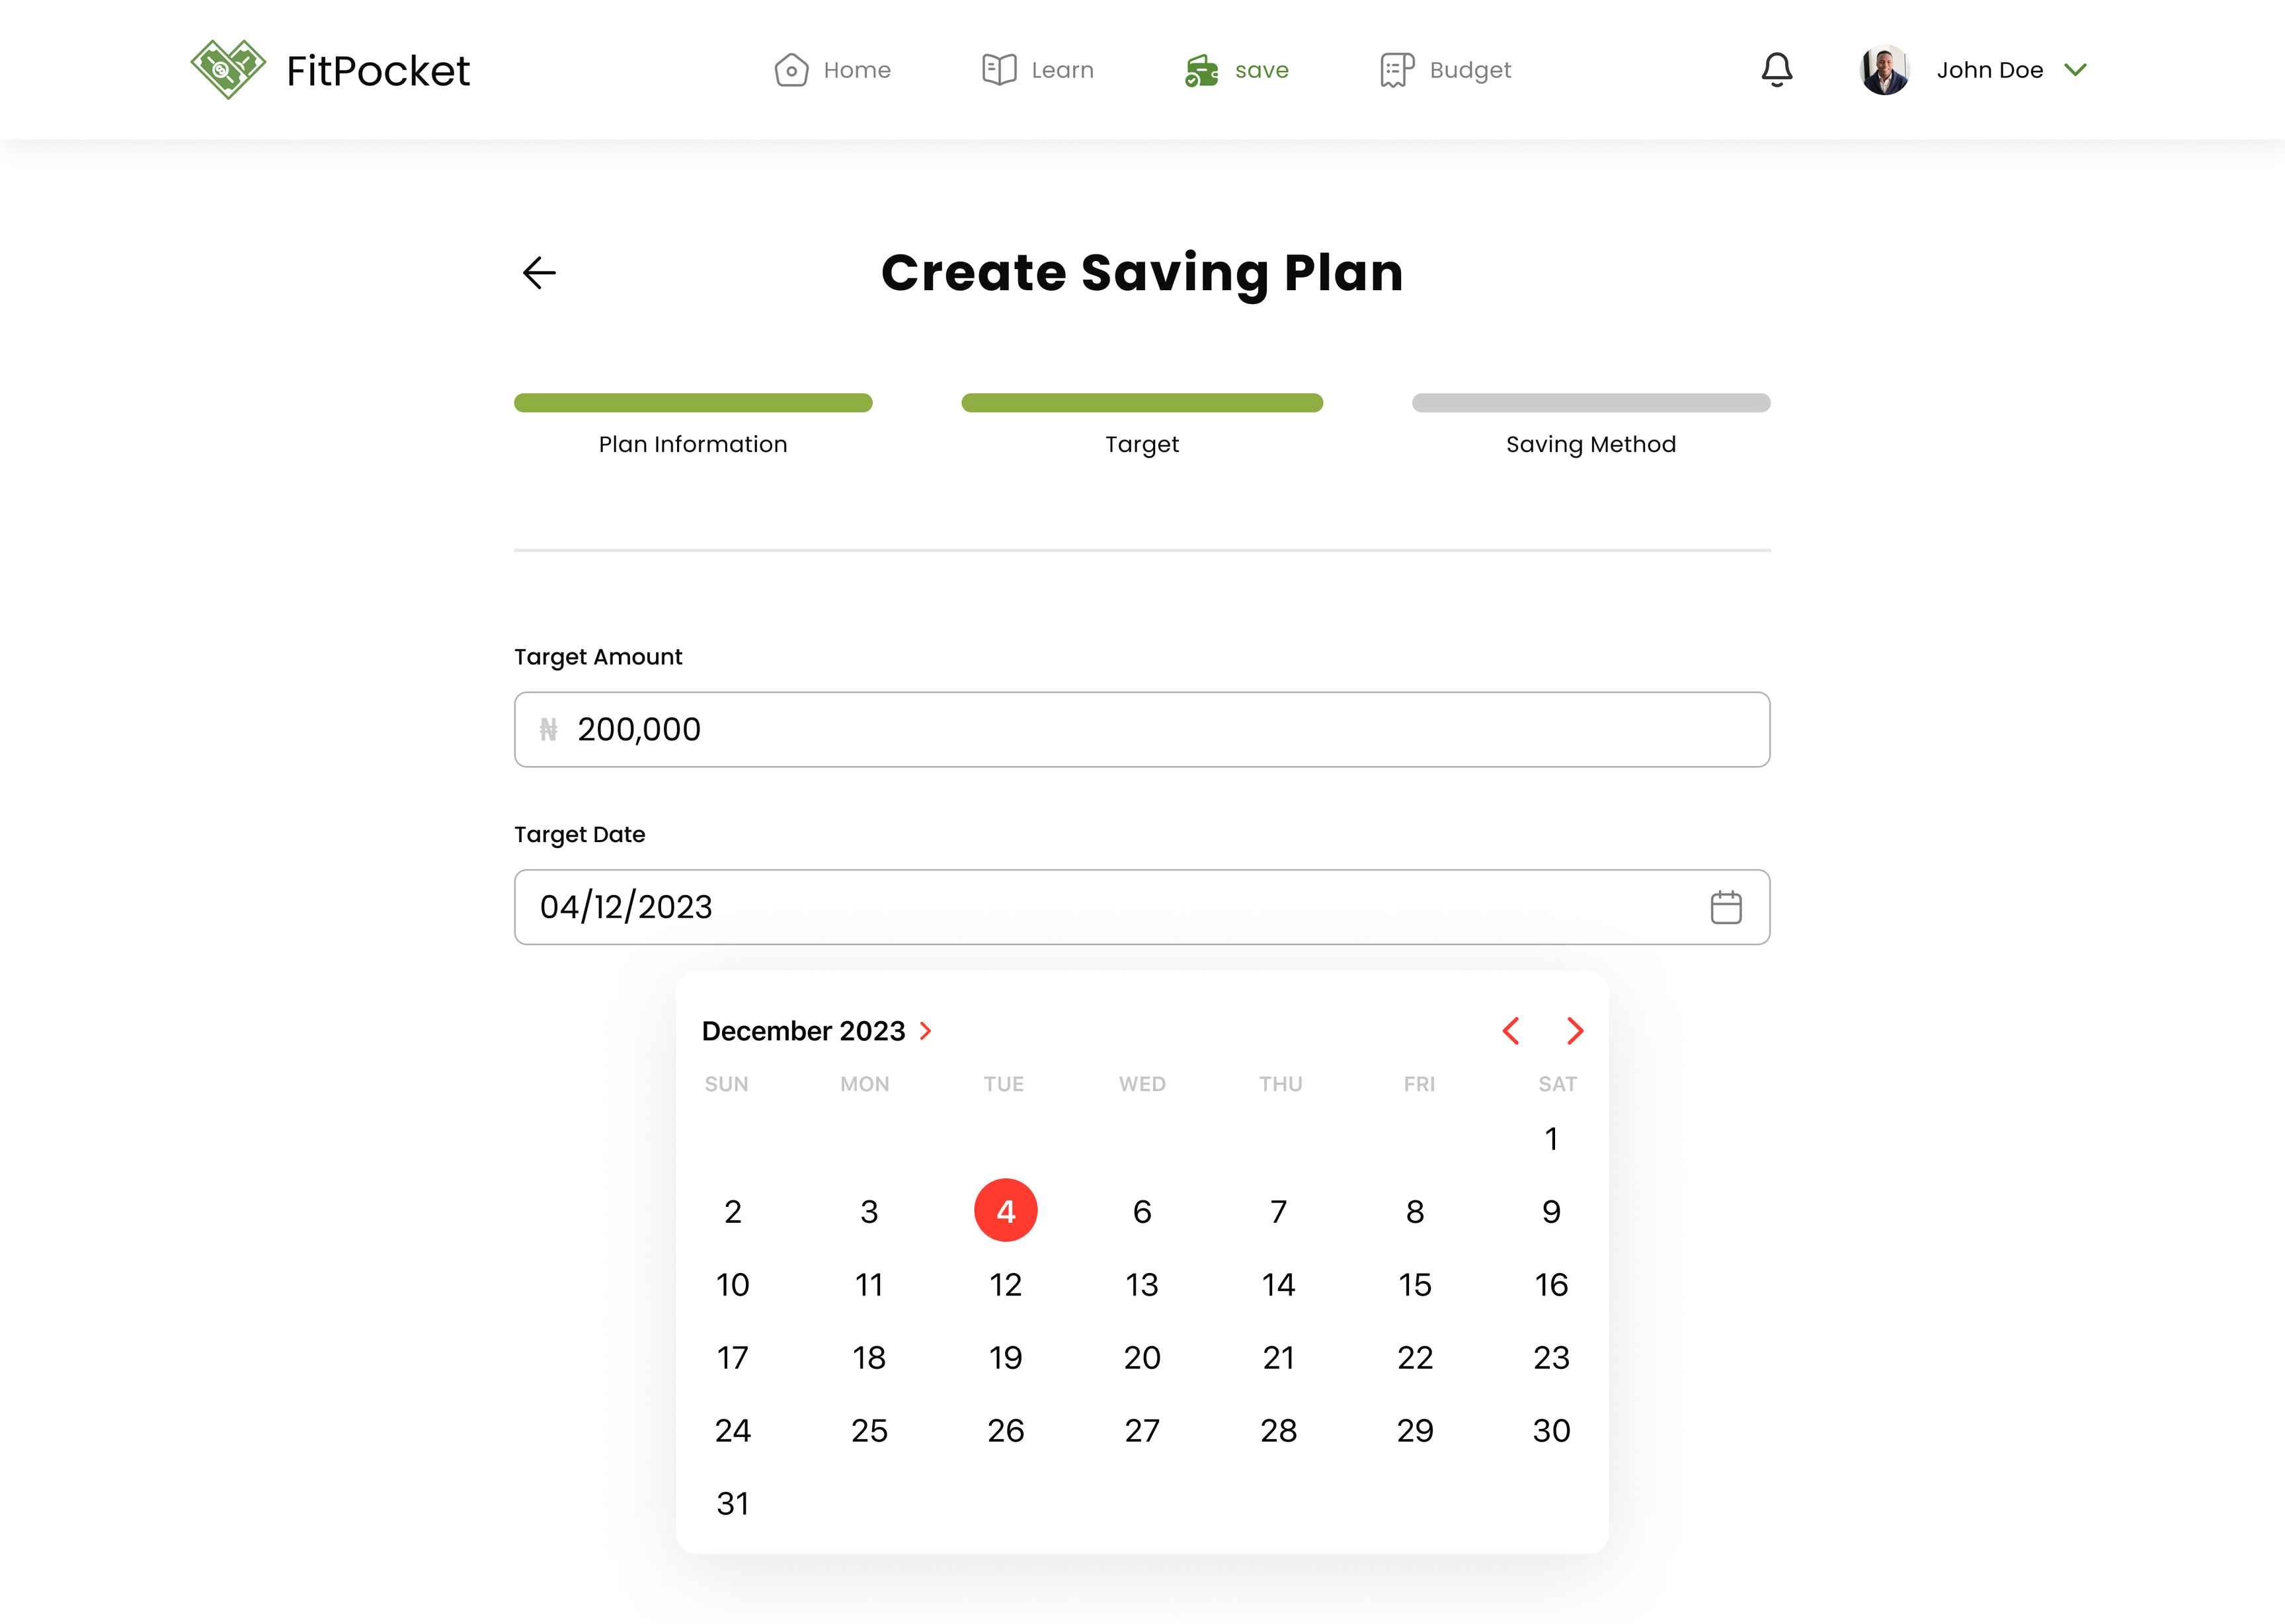 FitPocket
Home
Learn
save
Budget
John Doe
Create Saving Plan
Plan Information
Target
Saving Method
Target Amount
₦ 200,000
Target Date
04/12/2023
December 2023
SUN MON TUE WED THU FRI SAT
1
2 3 4 6 7 8 9
10 11 12 13 14 15 16
17 18 19 20 21 22 23
24 25 26 27 28 29 30
31